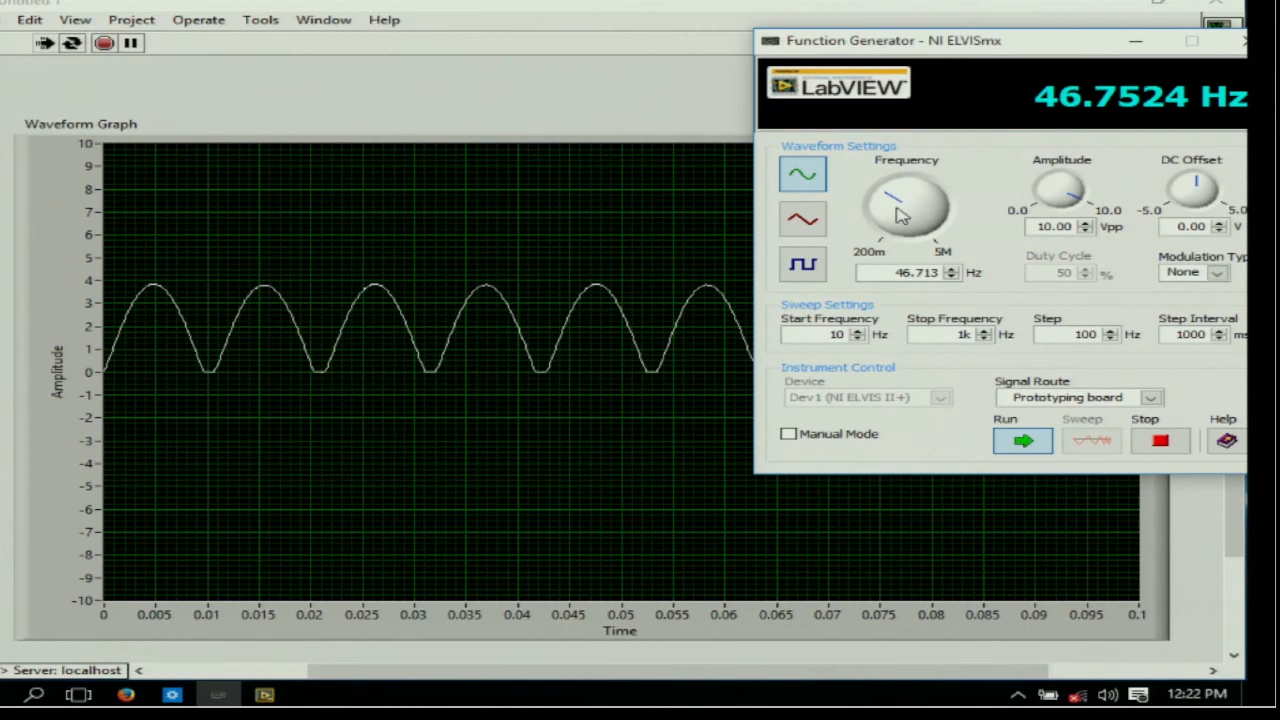 Untitled 1
Edit View Project Operate Tools Window Help
Function Generator - NI ELVISmx
LabVIEW
46.7524 Hz
Waveform Graph
Amplitude
10
9
8
7
6
5
4
3
2
1
0
-1
-2
-3
-4
-5
-6
-7
-8
-9
-10
0 0.005 0.01 0.015 0.02 0.025 0.03 0.035 0.04 0.045 0.05 0.055 0.06 0.065 0.07 0.075 0.08 0.085 0.09 0.095 0.1
Time
Waveform Settings
Frequency Amplitude DC Offset
0.0 10.0 -5.0 5.0
10.00 Vpp 0.00 V
200m 5M
46.713 Hz
Duty Cycle Modulation Typ
50 % None
Sweep Settings
Start Frequency Stop Frequency Step Step Interval
10 Hz 1k Hz 100 Hz 1000 ms
Instrument Control
Device Signal Route
Dev1 (NI ELVIS II+) Prototyping board
Run Sweep Stop Help
Manual Mode
> Server: localhost <
12:22 PM